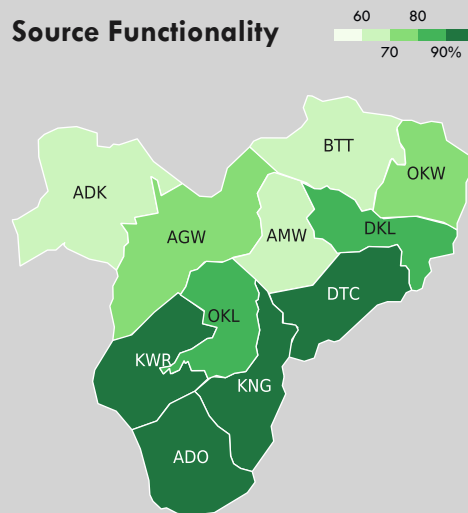 Source Functionality
60 80
70 90%
BTT
OKW
ADK
DKL
AGW
AMW
DTC
OKL
KWR
KNG
ADO